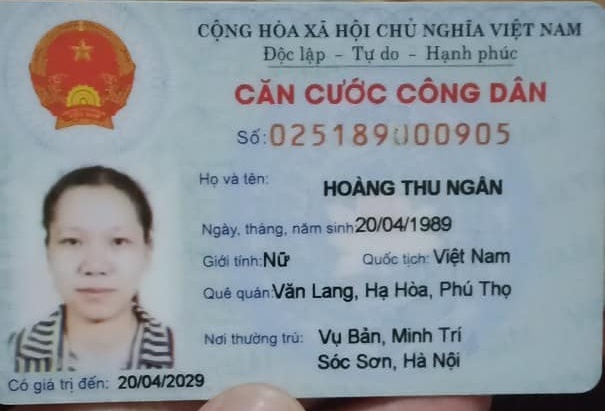 CỘNG HÒA XÃ HỘI CHỦ NGHĨA VIỆT NAM
Độc lập - Tự do - Hạnh phúc
CĂN CƯỚC CÔNG DÂN
Số: 025189000905
Họ và tên: HOÀNG THU NGÂN
Ngày, tháng, năm sinh 20/04/1989
Giới tính: Nữ Quốc tịch: Việt Nam
Quê quán: Văn Lang, Hạ Hòa, Phú Thọ
Nơi thường trú: Vụ Bản, Minh Trí
Sóc Sơn, Hà Nội
Có giá trị đến: 20/04/2029